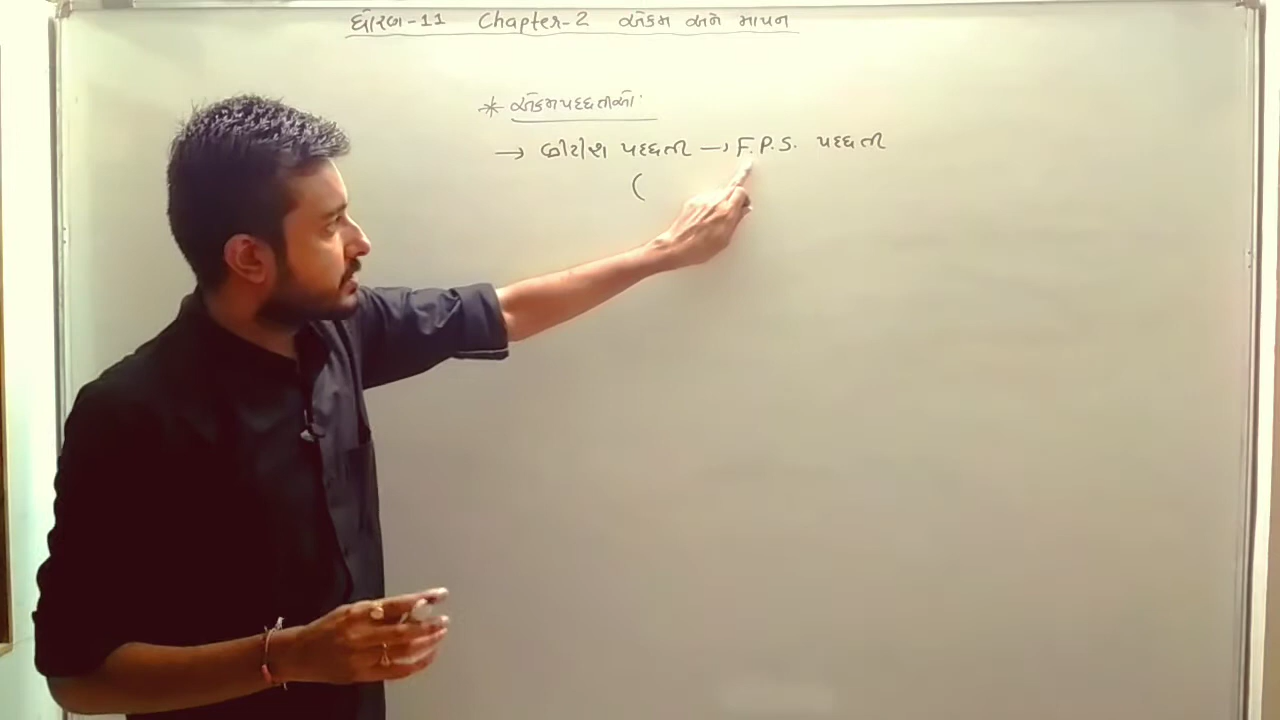 ધોરણ-11 Chapter-2 એકમ અને માપન
* એકમપદ્ધતીઓ:
→ બ્રીટીશ પદ્ધતી → F.P.S. પદ્ધતી
(